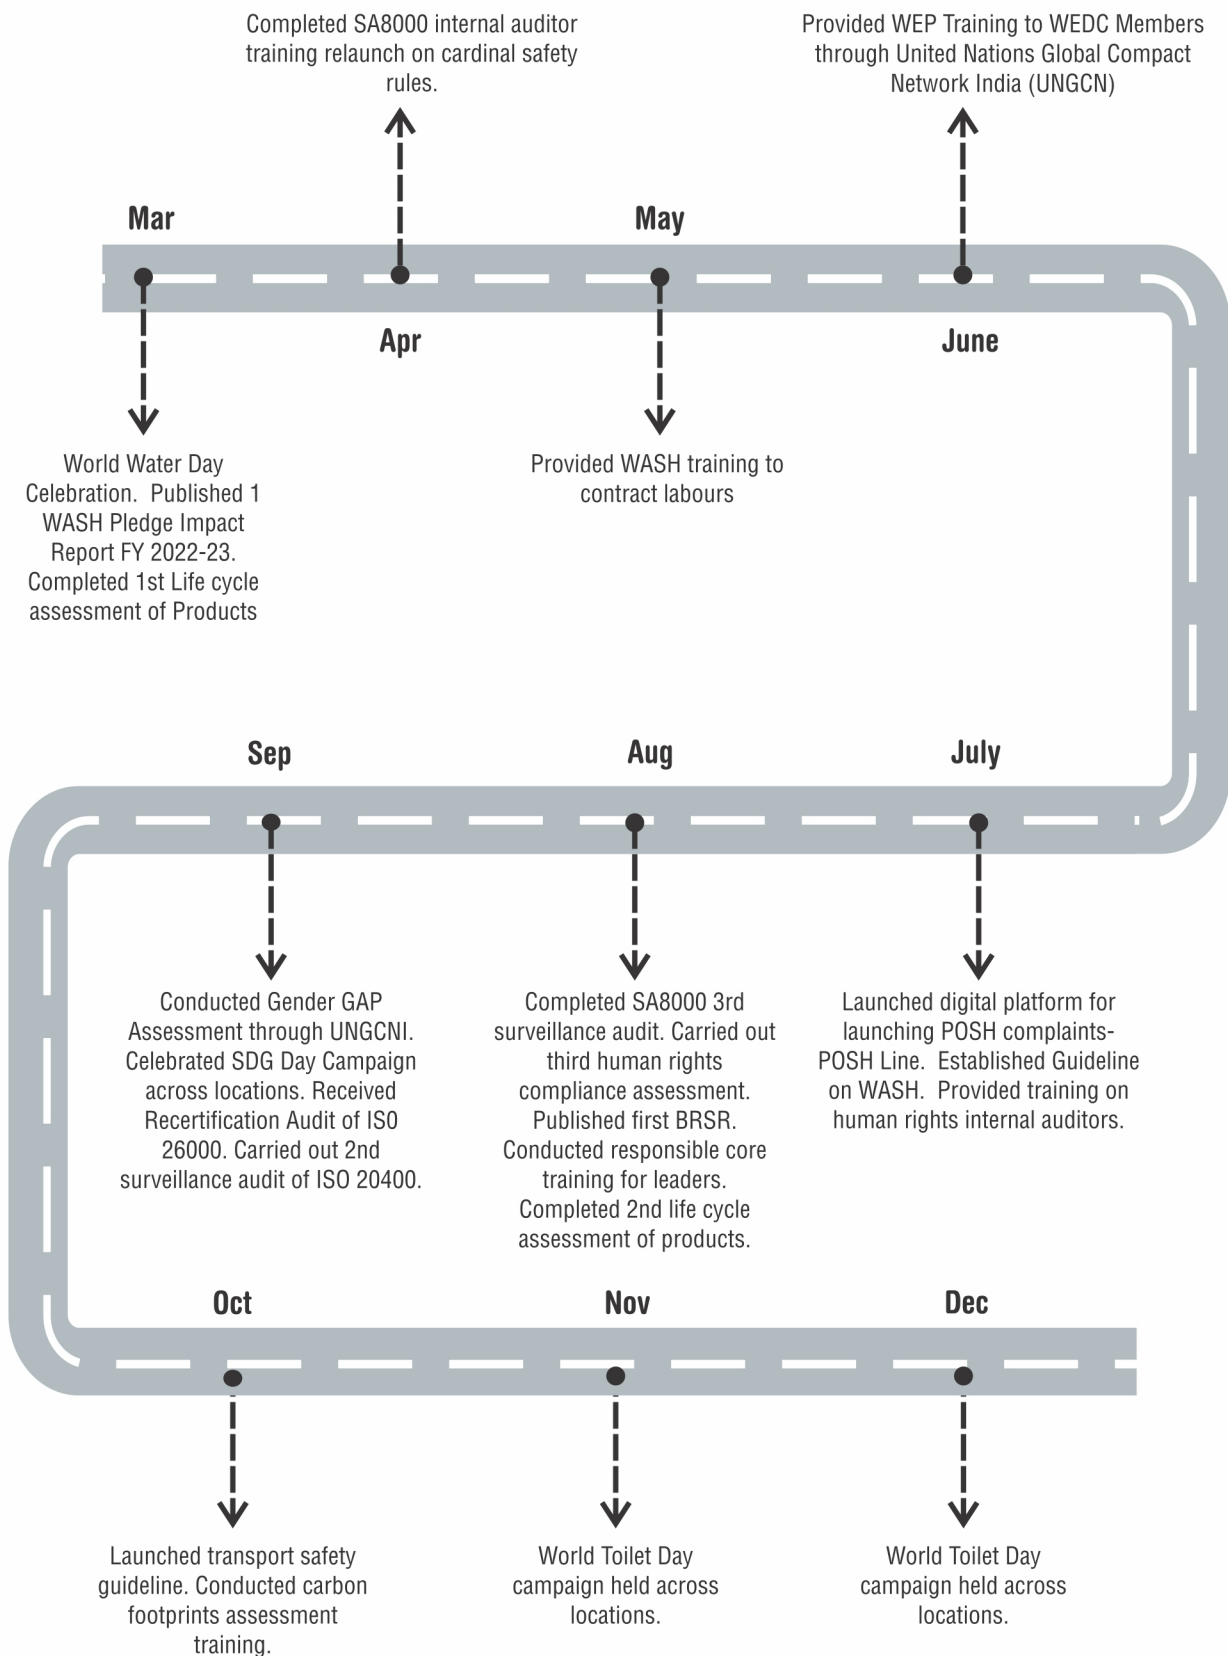 Completed SA8000 internal auditor
training relaunch on cardinal safety
rules.
Provided WEP Training to WEDC Members
through United Nations Global Compact
Network India (UNGCN)
Mar
May
Apr
June
World Water Day
Celebration.  Published 1
WASH Pledge Impact
Report FY 2022-23.
Completed 1st Life cycle
assessment of Products
Provided WASH training to
contract labours
Sep
Aug
July
Conducted Gender GAP
Assessment through UNGCNI.
Celebrated SDG Day Campaign
across locations. Received
Recertification Audit of ISO
26000. Carried out 2nd
surveillance audit of ISO 20400.
Completed SA8000 3rd
surveillance audit. Carried out
third human rights
compliance assessment.
Published first BRSR.
Conducted responsible core
training for leaders.
Completed 2nd life cycle
assessment of products.
Launched digital platform for
launching POSH complaints-
POSH Line.  Established Guideline
on WASH.  Provided training on
human rights internal auditors.
Oct
Nov
Dec
Launched transport safety
guideline. Conducted carbon
footprints assessment
training.
World Toilet Day
campaign held across
locations.
World Toilet Day
campaign held across
locations.